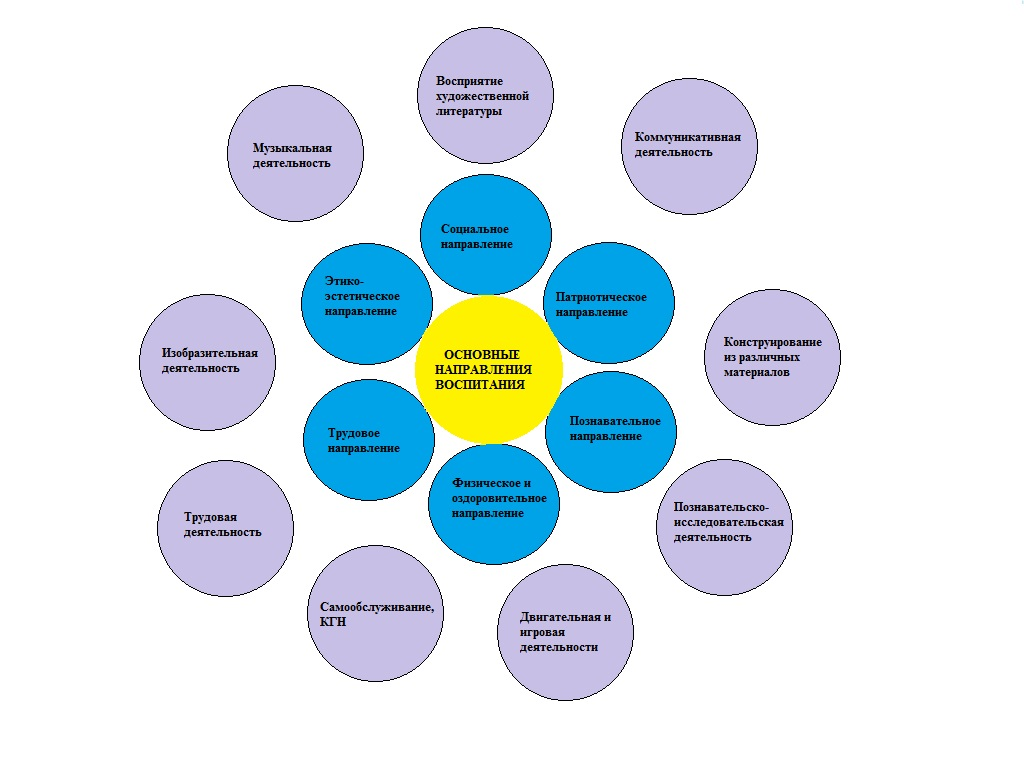 Восприятие
художественной
литературы
Музыкальная
деятельность
Коммуникативная
деятельность
Социальное
направление
Этико-
эстетическое
направление
Патриотическое
направление
Изобразительная
деятельность
ОСНОВНЫЕ
НАПРАВЛЕНИЯ
ВОСПИТАНИЯ
Конструирование
из различных
материалов
Трудовое
направление
Познавательное
направление
Физическое и
оздоровительное
направление
Трудовая
деятельность
Познавательско-
исследовательская
деятельность
Самообслуживание,
КГН
Двигательная и
игровая
деятельности